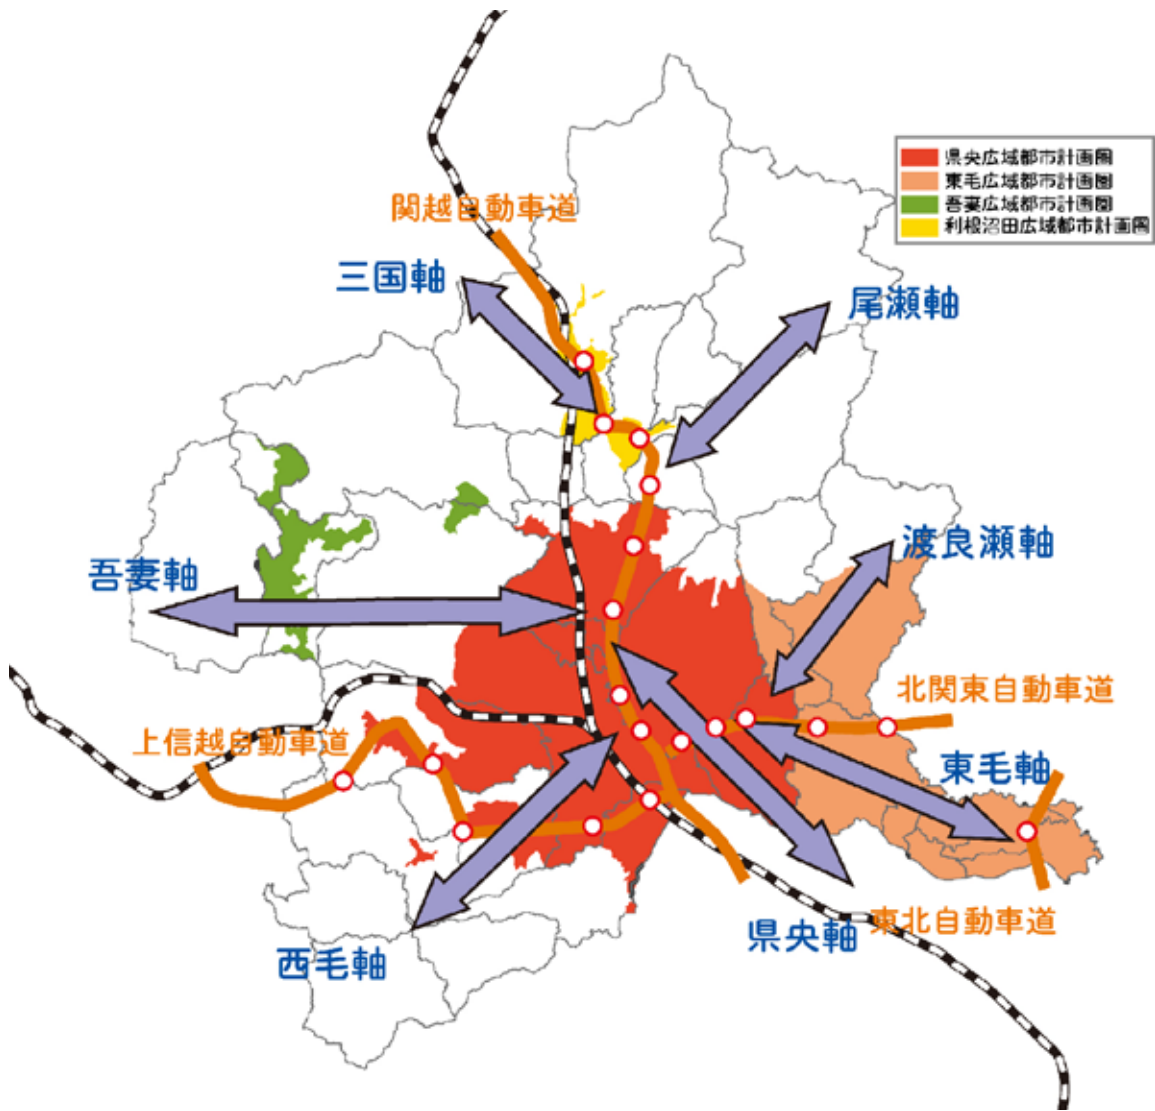 県央広域都市計画圏
東毛広域都市計画圏
吾妻広域都市計画圏
利根沼田広域都市計画圏
関越自動車道
三国軸
尾瀬軸
渡良瀬軸
吾妻軸
北関東自動車道
上信越自動車道
東毛軸
県央軸
東北自動車道
西毛軸